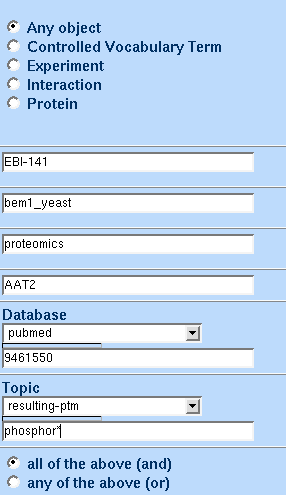 Any object
Controlled Vocabulary Term
Experiment
Interaction
Protein
EBI-141
bem1_yeast
proteomics
AAT2
Database
pubmed
9461550
Topic
resulting-ptm
phosphor*
all of the above (and)
any of the above (or)